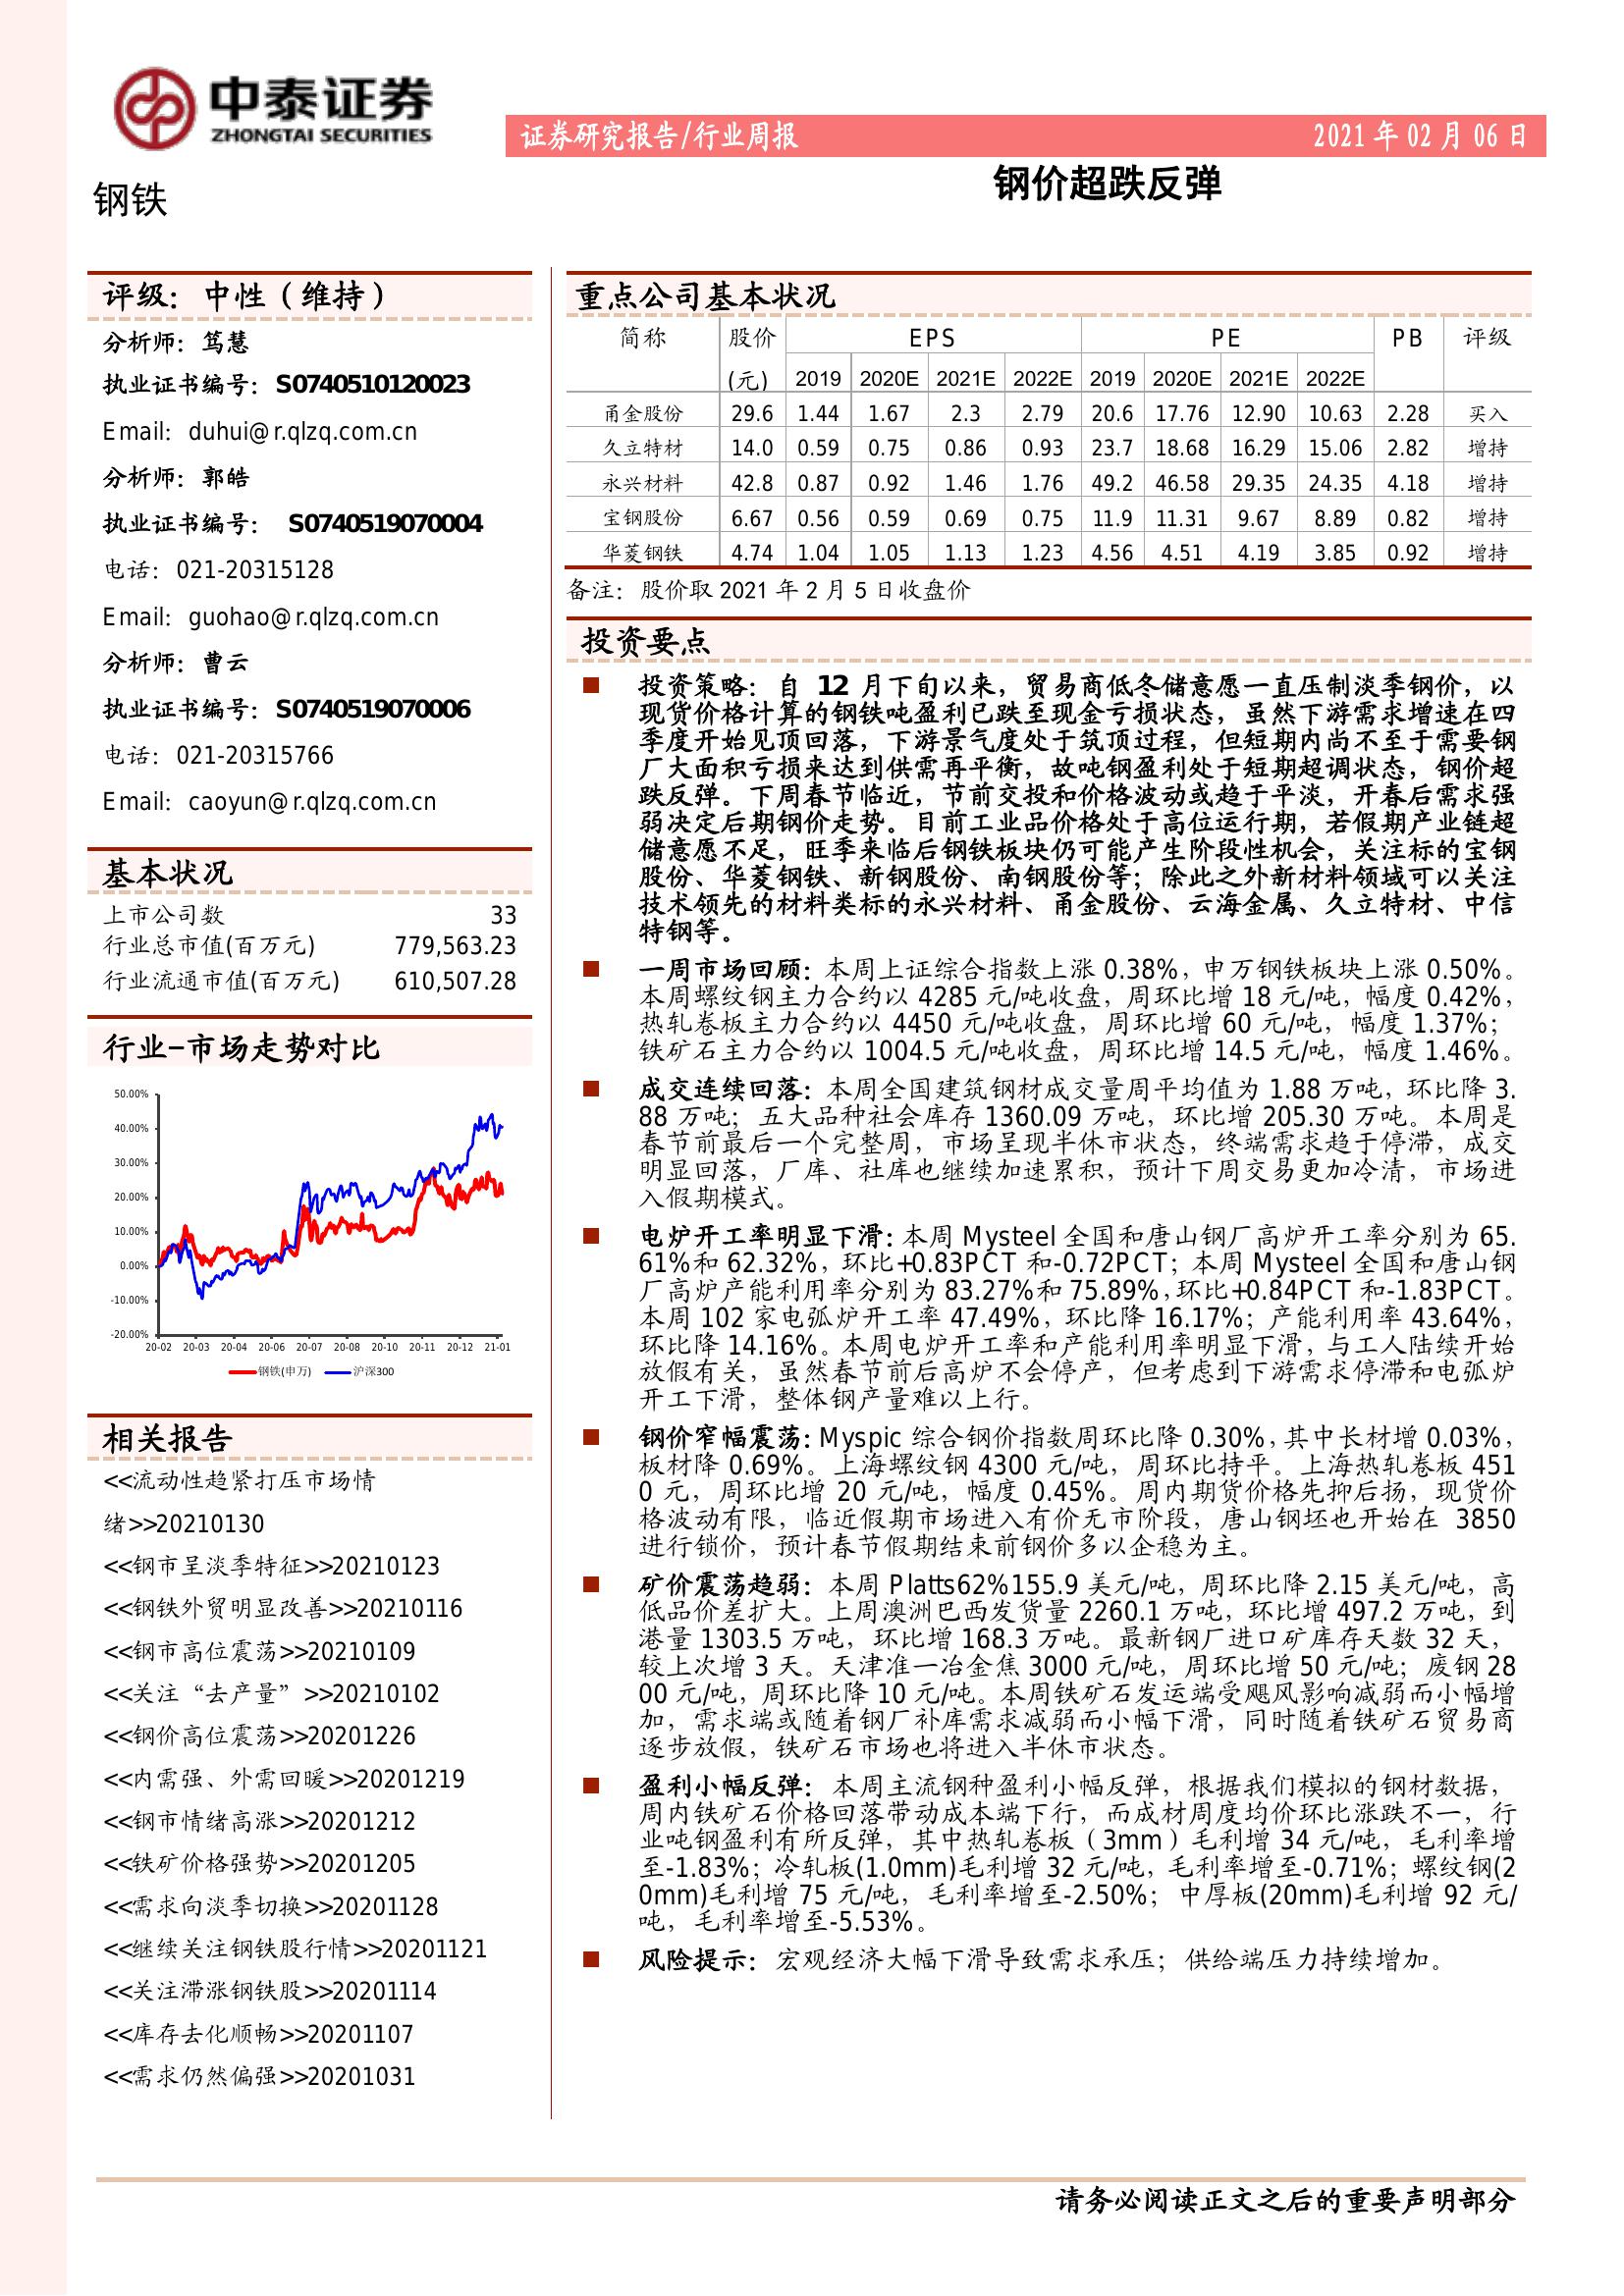 中泰证券
ZHONGTAI SECURITIES
证券研究报告/行业周报
2021 年 02 月 06 日
钢铁
钢价超跌反弹
评级：中性（维持）
分析师：笃慧
执业证书编号：S0740510120023
Email：duhui@r.qlzq.com.cn
分析师：郭皓
执业证书编号： S0740519070004
电话：021-20315128
Email：guohao@r.qlzq.com.cn
分析师：曹云
执业证书编号：S0740519070006
电话：021-20315766
Email：caoyun@r.qlzq.com.cn
基本状况
上市公司数 33
行业总市值(百万元) 779,563.23
行业流通市值(百万元) 610,507.28
行业-市场走势对比
50.00%
40.00%
30.00%
20.00%
10.00%
0.00%
-10.00%
-20.00%
20-02 20-03 20-04 20-06 20-07 20-08 20-10 20-11 20-12 21-01
钢铁(申万) 沪深300
相关报告
<<流动性趋紧打压市场情
绪>>20210130
<<钢市呈淡季特征>>20210123
<<钢铁外贸明显改善>>20210116
<<钢市高位震荡>>20210109
<<关注“去产量”>>20210102
<<钢价高位震荡>>20201226
<<内需强、外需回暖>>20201219
<<钢市情绪高涨>>20201212
<<铁矿价格强势>>20201205
<<需求向淡季切换>>20201128
<<继续关注钢铁股行情>>20201121
<<关注滞涨钢铁股>>20201114
<<库存去化顺畅>>20201107
<<需求仍然偏强>>20201031
重点公司基本状况
简称 股价 EPS PE PB 评级
(元) 2019 2020E 2021E 2022E 2019 2020E 2021E 2022E
甬金股份 29.6 1.44 1.67 2.3 2.79 20.6 17.76 12.90 10.63 2.28 买入
久立特材 14.0 0.59 0.75 0.86 0.93 23.7 18.68 16.29 15.06 2.82 增持
永兴材料 42.8 0.87 0.92 1.46 1.76 49.2 46.58 29.35 24.35 4.18 增持
宝钢股份 6.67 0.56 0.59 0.69 0.75 11.9 11.31 9.67 8.89 0.82 增持
华菱钢铁 4.74 1.04 1.05 1.13 1.23 4.56 4.51 4.19 3.85 0.92 增持
备注：股价取 2021 年 2 月 5 日收盘价
投资要点
投资策略：自 12 月下旬以来，贸易商低冬储意愿一直压制淡季钢价，以
现货价格计算的钢铁吨盈利已跌至现金亏损状态，虽然下游需求增速在四
季度开始见顶回落，下游景气度处于筑顶过程，但短期内尚不至于需要钢
厂大面积亏损来达到供需再平衡，故吨钢盈利处于短期超调状态，钢价超
跌反弹。下周春节临近，节前交投和价格波动或趋于平淡，开春后需求强
弱决定后期钢价走势。目前工业品价格处于高位运行期，若假期产业链超
储意愿不足，旺季来临后钢铁板块仍可能产生阶段性机会，关注标的宝钢
股份、华菱钢铁、新钢股份、南钢股份等；除此之外新材料领域可以关注
技术领先的材料类标的永兴材料、甬金股份、云海金属、久立特材、中信
特钢等。
一周市场回顾：本周上证综合指数上涨 0.38%，申万钢铁板块上涨 0.50%。
本周螺纹钢主力合约以 4285 元/吨收盘，周环比增 18 元/吨，幅度 0.42%，
热轧卷板主力合约以 4450 元/吨收盘，周环比增 60 元/吨，幅度 1.37%；
铁矿石主力合约以 1004.5 元/吨收盘，周环比增 14.5 元/吨，幅度 1.46%。
成交连续回落：本周全国建筑钢材成交量周平均值为 1.88 万吨，环比降 3.
88 万吨；五大品种社会库存 1360.09 万吨，环比增 205.30 万吨。本周是
春节前最后一个完整周，市场呈现半休市状态，终端需求趋于停滞，成交
明显回落，厂库、社库也继续加速累积，预计下周交易更加冷清，市场进
入假期模式。
电炉开工率明显下滑：本周 Mysteel 全国和唐山钢厂高炉开工率分别为 65.
61%和 62.32%，环比+0.83PCT 和-0.72PCT；本周 Mysteel 全国和唐山钢
厂高炉产能利用率分别为 83.27%和 75.89%，环比+0.84PCT 和-1.83PCT。
本周 102 家电弧炉开工率 47.49%，环比降 16.17%；产能利用率 43.64%，
环比降 14.16%。本周电炉开工率和产能利用率明显下滑，与工人陆续开始
放假有关，虽然春节前后高炉不会停产，但考虑到下游需求停滞和电弧炉
开工下滑，整体钢产量难以上行。
钢价窄幅震荡：Myspic 综合钢价指数周环比降 0.30%，其中长材增 0.03%，
板材降 0.69%。上海螺纹钢 4300 元/吨，周环比持平。上海热轧卷板 451
0 元，周环比增 20 元/吨，幅度 0.45%。周内期货价格先抑后扬，现货价
格波动有限，临近假期市场进入有价无市阶段，唐山钢坯也开始在 3850
进行锁价，预计春节假期结束前钢价多以企稳为主。
矿价震荡趋弱：本周 Platts62%155.9 美元/吨，周环比降 2.15 美元/吨，高
低品价差扩大。上周澳洲巴西发货量 2260.1 万吨，环比增 497.2 万吨，到
港量 1303.5 万吨，环比增 168.3 万吨。最新钢厂进口矿库存天数 32 天，
较上次增 3 天。天津准一冶金焦 3000 元/吨，周环比增 50 元/吨；废钢 28
00 元/吨，周环比降 10 元/吨。本周铁矿石发运端受飓风影响减弱而小幅增
加，需求端或随着钢厂补库需求减弱而小幅下滑，同时随着铁矿石贸易商
逐步放假，铁矿石市场也将进入半休市状态。
盈利小幅反弹：本周主流钢种盈利小幅反弹，根据我们模拟的钢材数据，
周内铁矿石价格回落带动成本端下行，而成材周度均价环比涨跌不一，行
业吨钢盈利有所反弹，其中热轧卷板（3mm）毛利增 34 元/吨，毛利率增
至-1.83%；冷轧板(1.0mm)毛利增 32 元/吨，毛利率增至-0.71%；螺纹钢(2
0mm)毛利增 75 元/吨，毛利率增至-2.50%；中厚板(20mm)毛利增 92 元/
吨，毛利率增至-5.53%。
风险提示：宏观经济大幅下滑导致需求承压；供给端压力持续增加。
请务必阅读正文之后的重要声明部分